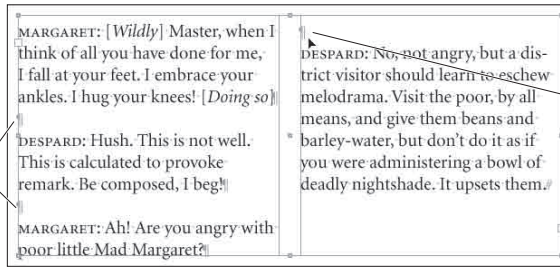 MARGARET: [Wildly] Master, when I
think of all you have done for me,
I fall at your feet. I embrace your
ankles. I hug your knees! [Doing so]¶
¶
DESPARD: Hush. This is not well.
This is calculated to provoke
remark. Be composed, I beg!¶
¶
MARGARET: Ah! Are you angry with
poor little Mad Margaret?¶
¶
DESPARD: No, not angry, but a dis-
trict visitor should learn to eschew
melodrama. Visit the poor, by all
means, and give them beans and
barley-water, but don't do it as if
you were administering a bowl of
deadly nightshade. It upsets them.#